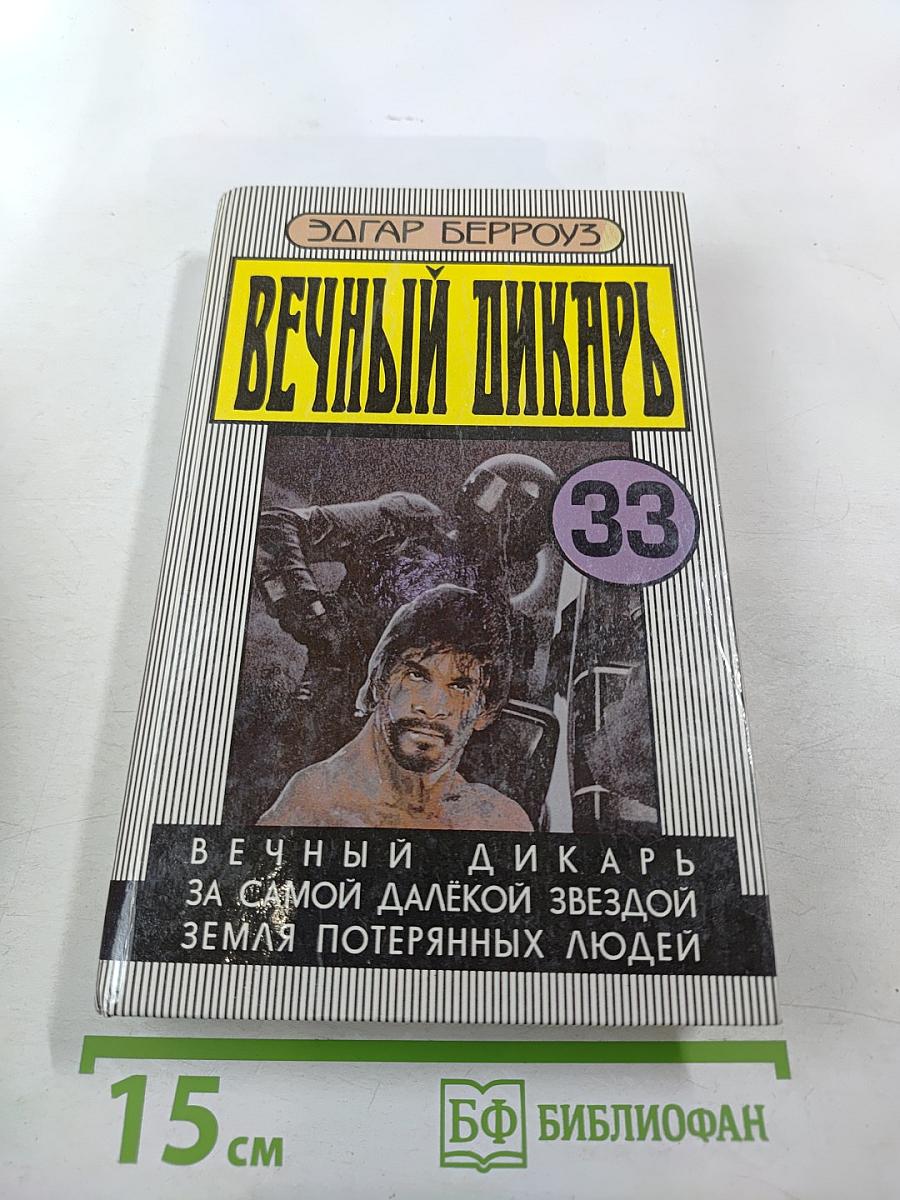 ЭДГАР БЕРРОУЗ
ВЕЧНЫЙ ДИКАРЬ
33
ВЕЧНЫЙ ДИКАРЬ
ЗА САМОЙ ДАЛЁКОЙ ЗВЕЗДОЙ
ЗЕМЛЯ ПОТЕРЯННЫХ ЛЮДЕЙ
15 см
БФ БИБЛИОФАН